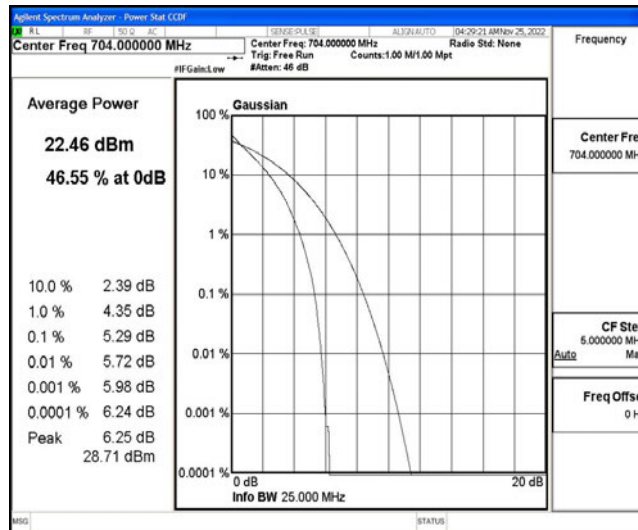 Agilent Spectrum Analyzer - Power Stat CCDF
RL RF 50 Ω AC SENSE:PULSE ALIGN:AUTO 04:29:21 AM Nov 25, 2022
Center Freq 704.000000 MHz
Center Freq: 704.000000 MHz Radio Std: None
Trig: Free Run Counts:1.00 M/1.00 Mpt
#IFGain:Low #Atten: 46 dB
Frequency
Average Power
22.46 dBm
46.55 % at 0dB
10.0 % 2.39 dB
1.0 % 4.35 dB
0.1 % 5.29 dB
0.01 % 5.72 dB
0.001 % 5.98 dB
0.0001 % 6.24 dB
Peak 6.25 dB
28.71 dBm
Gaussian
100 %
10 %
1 %
0.1 %
0.01 %
0.001 %
0.0001 %
0 dB 20 dB
Info BW 25.000 MHz
Center Fre
704.000000 MH
CF Ste
5.000000 MH
Auto Ma
Freq Offse
0 H
MSG STATUS